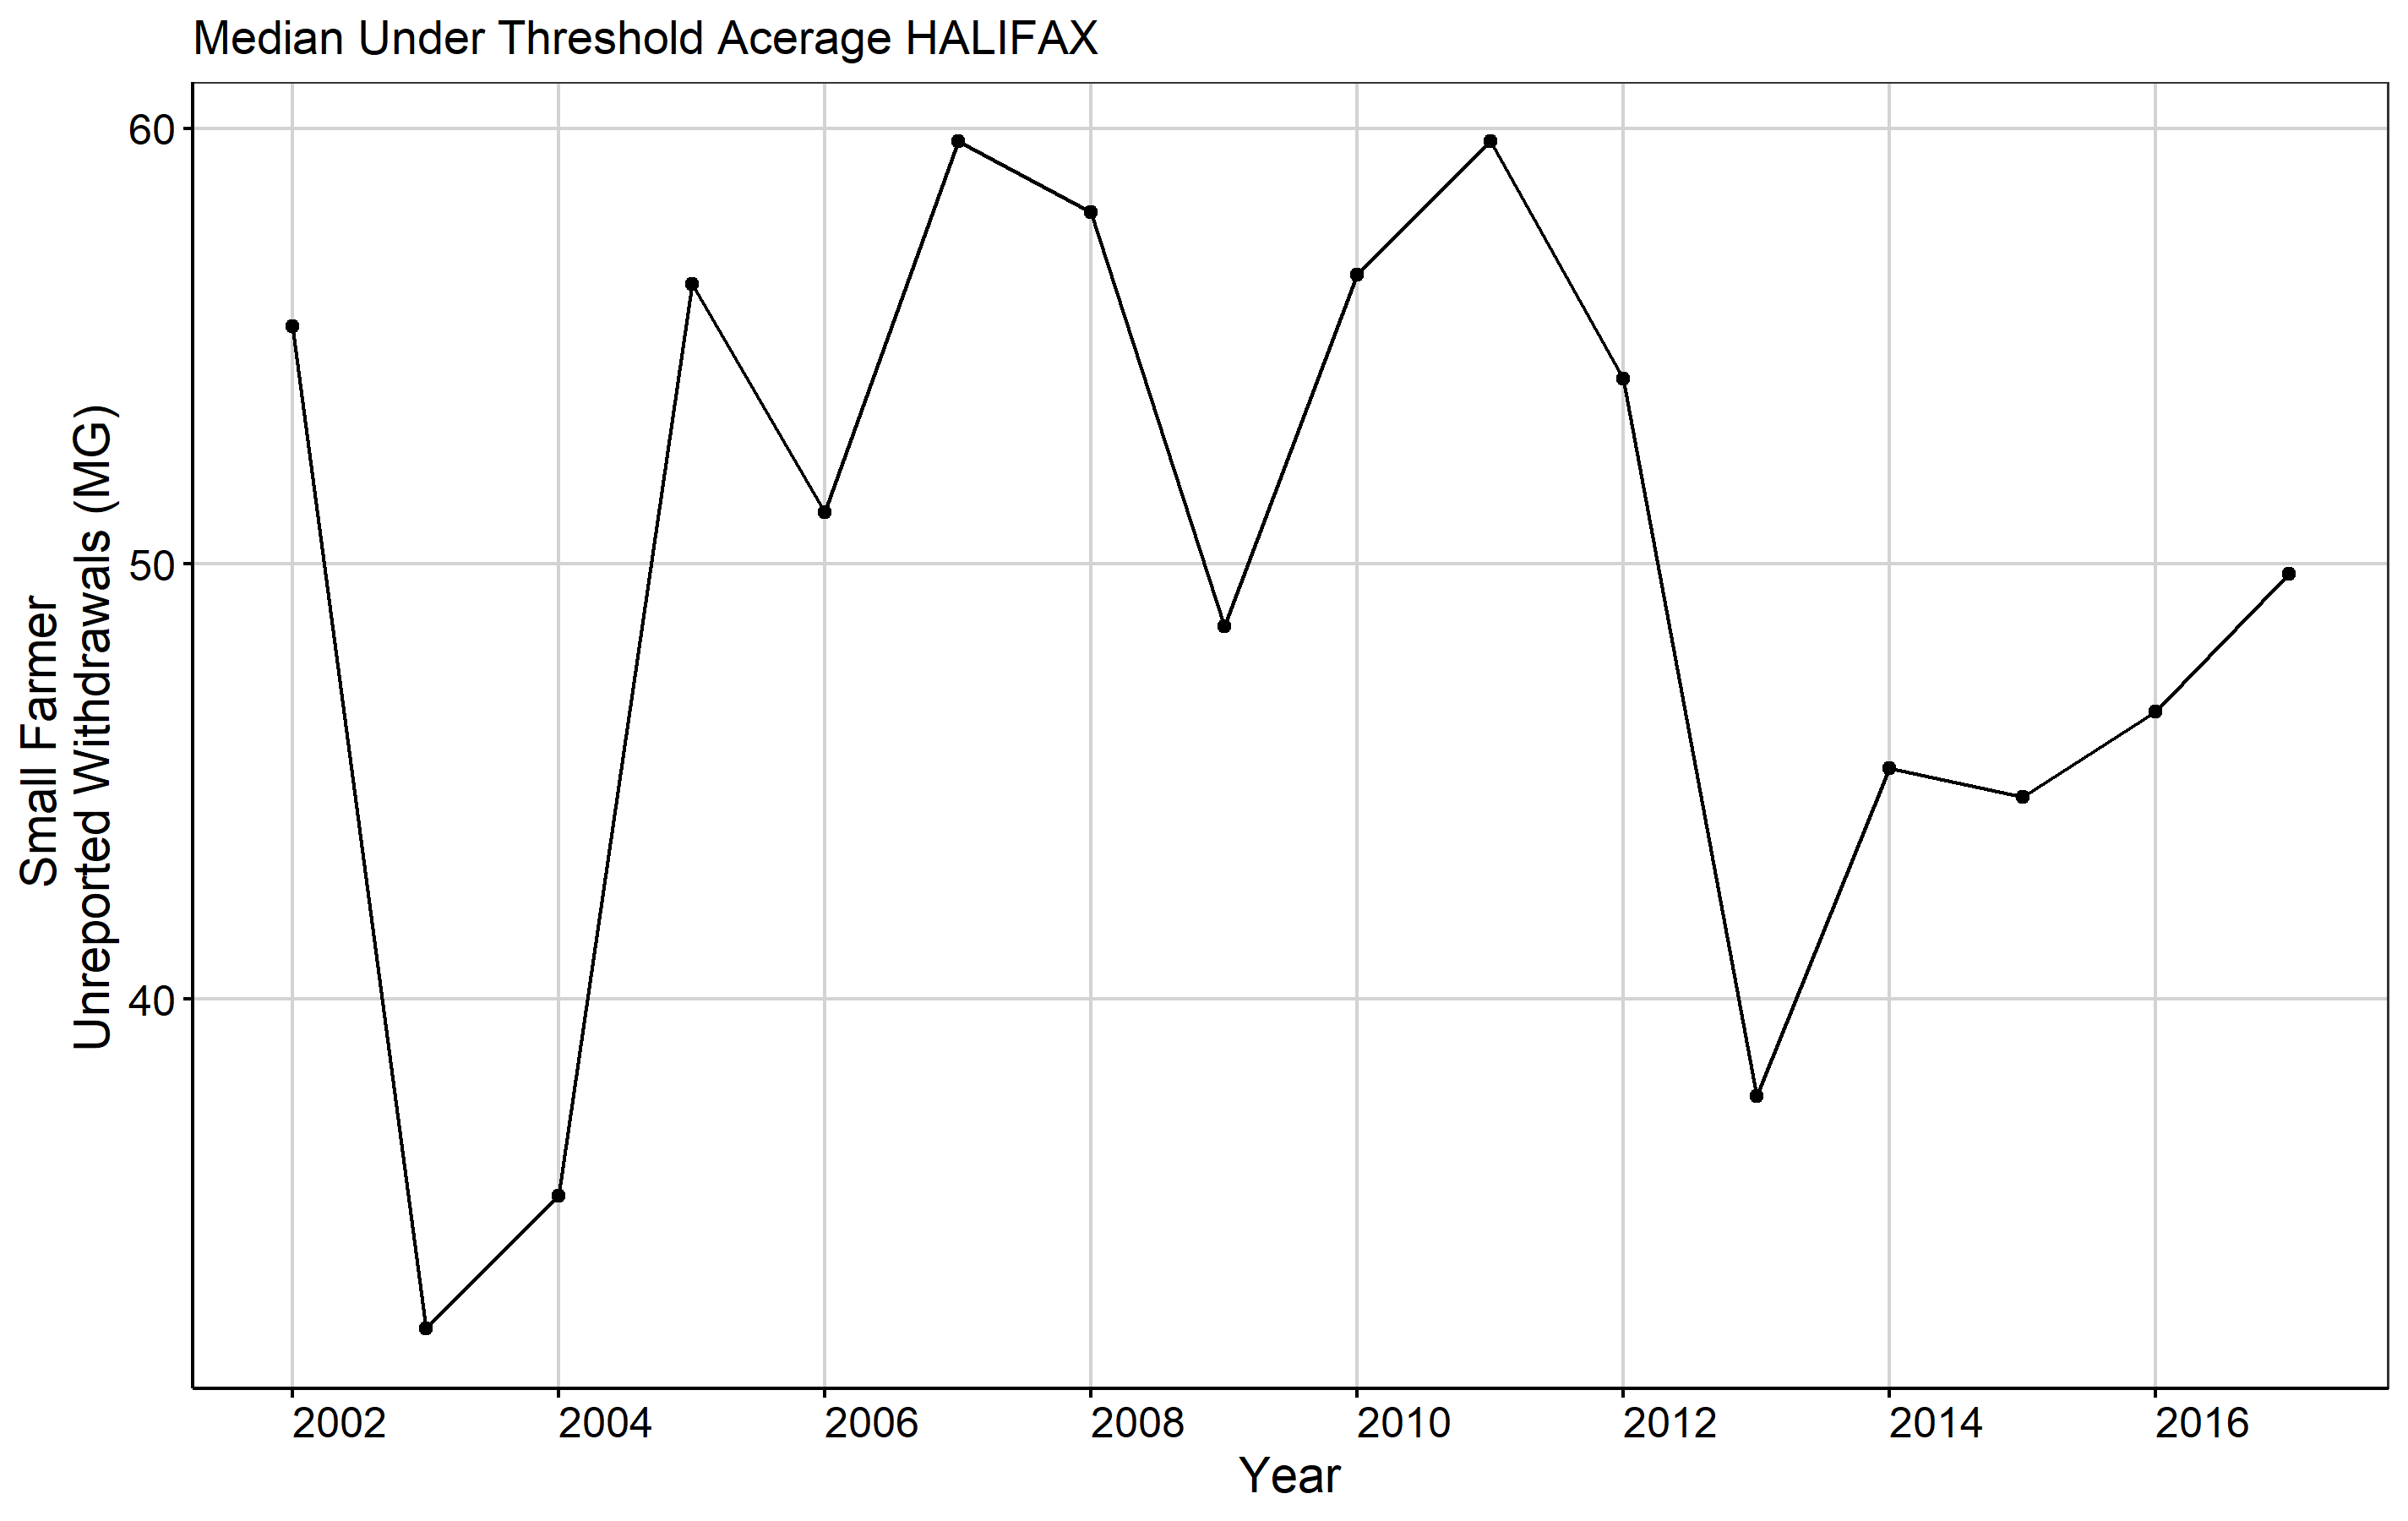 Median Under Threshold Acerage HALIFAX
Small Farmer
Unreported Withdrawals (MG)
60
50
40
2002
2004
2006
2008
2010
2012
2014
2016
Year